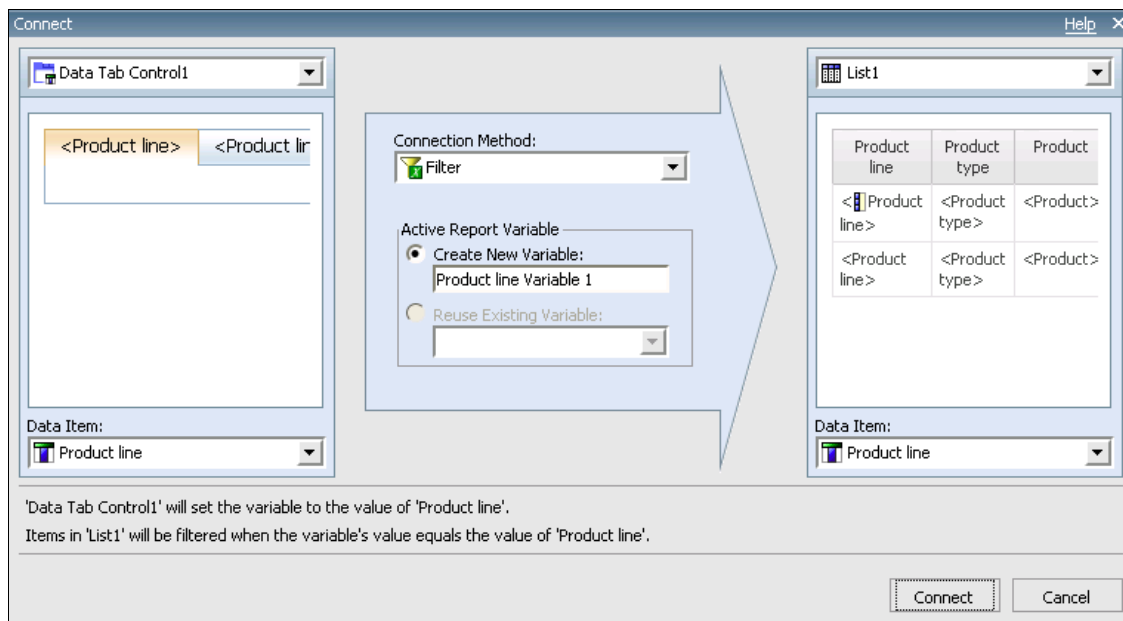 Connect Help
Data Tab Control1
<Product line> <Product lin
Data Item:
Product line
Connection Method:
Filter
Active Report Variable
Create New Variable:
Product line Variable 1
Reuse Existing Variable:
List1
Product line Product type Product
<Product line> <Product type> <Product>
<Product line> <Product type> <Product>
Data Item:
Product line
'Data Tab Control1' will set the variable to the value of 'Product line'.
Items in 'List1' will be filtered when the variable's value equals the value of 'Product line'.
Connect Cancel